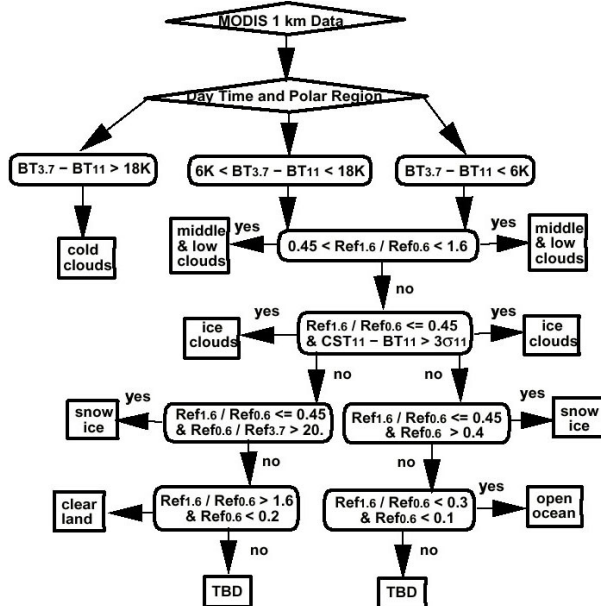 MODIS 1 km Data
Day Time and Polar Region
BT3.7 − BT11 > 18K
6K < BT3.7 − BT11 < 18K
BT3.7 − BT11 < 6K
cold
clouds
yes
middle
& low
clouds
0.45 < Ref1.6 / Ref0.6 < 1.6
yes
middle
& low
clouds
no
yes
ice
clouds
Ref1.6 / Ref0.6 <= 0.45
& CST11 − BT11 > 3σ11
yes
ice
clouds
no
no
yes
snow
ice
Ref1.6 / Ref0.6 <= 0.45
& Ref0.6 / Ref3.7 > 20.
Ref1.6 / Ref0.6 <= 0.45
& Ref0.6 > 0.4
yes
snow
ice
no
no
clear
land
Ref1.6 / Ref0.6 > 1.6
& Ref0.6 < 0.2
Ref1.6 / Ref0.6 < 0.3
& Ref0.6 < 0.1
yes
open
ocean
no
no
TBD
TBD